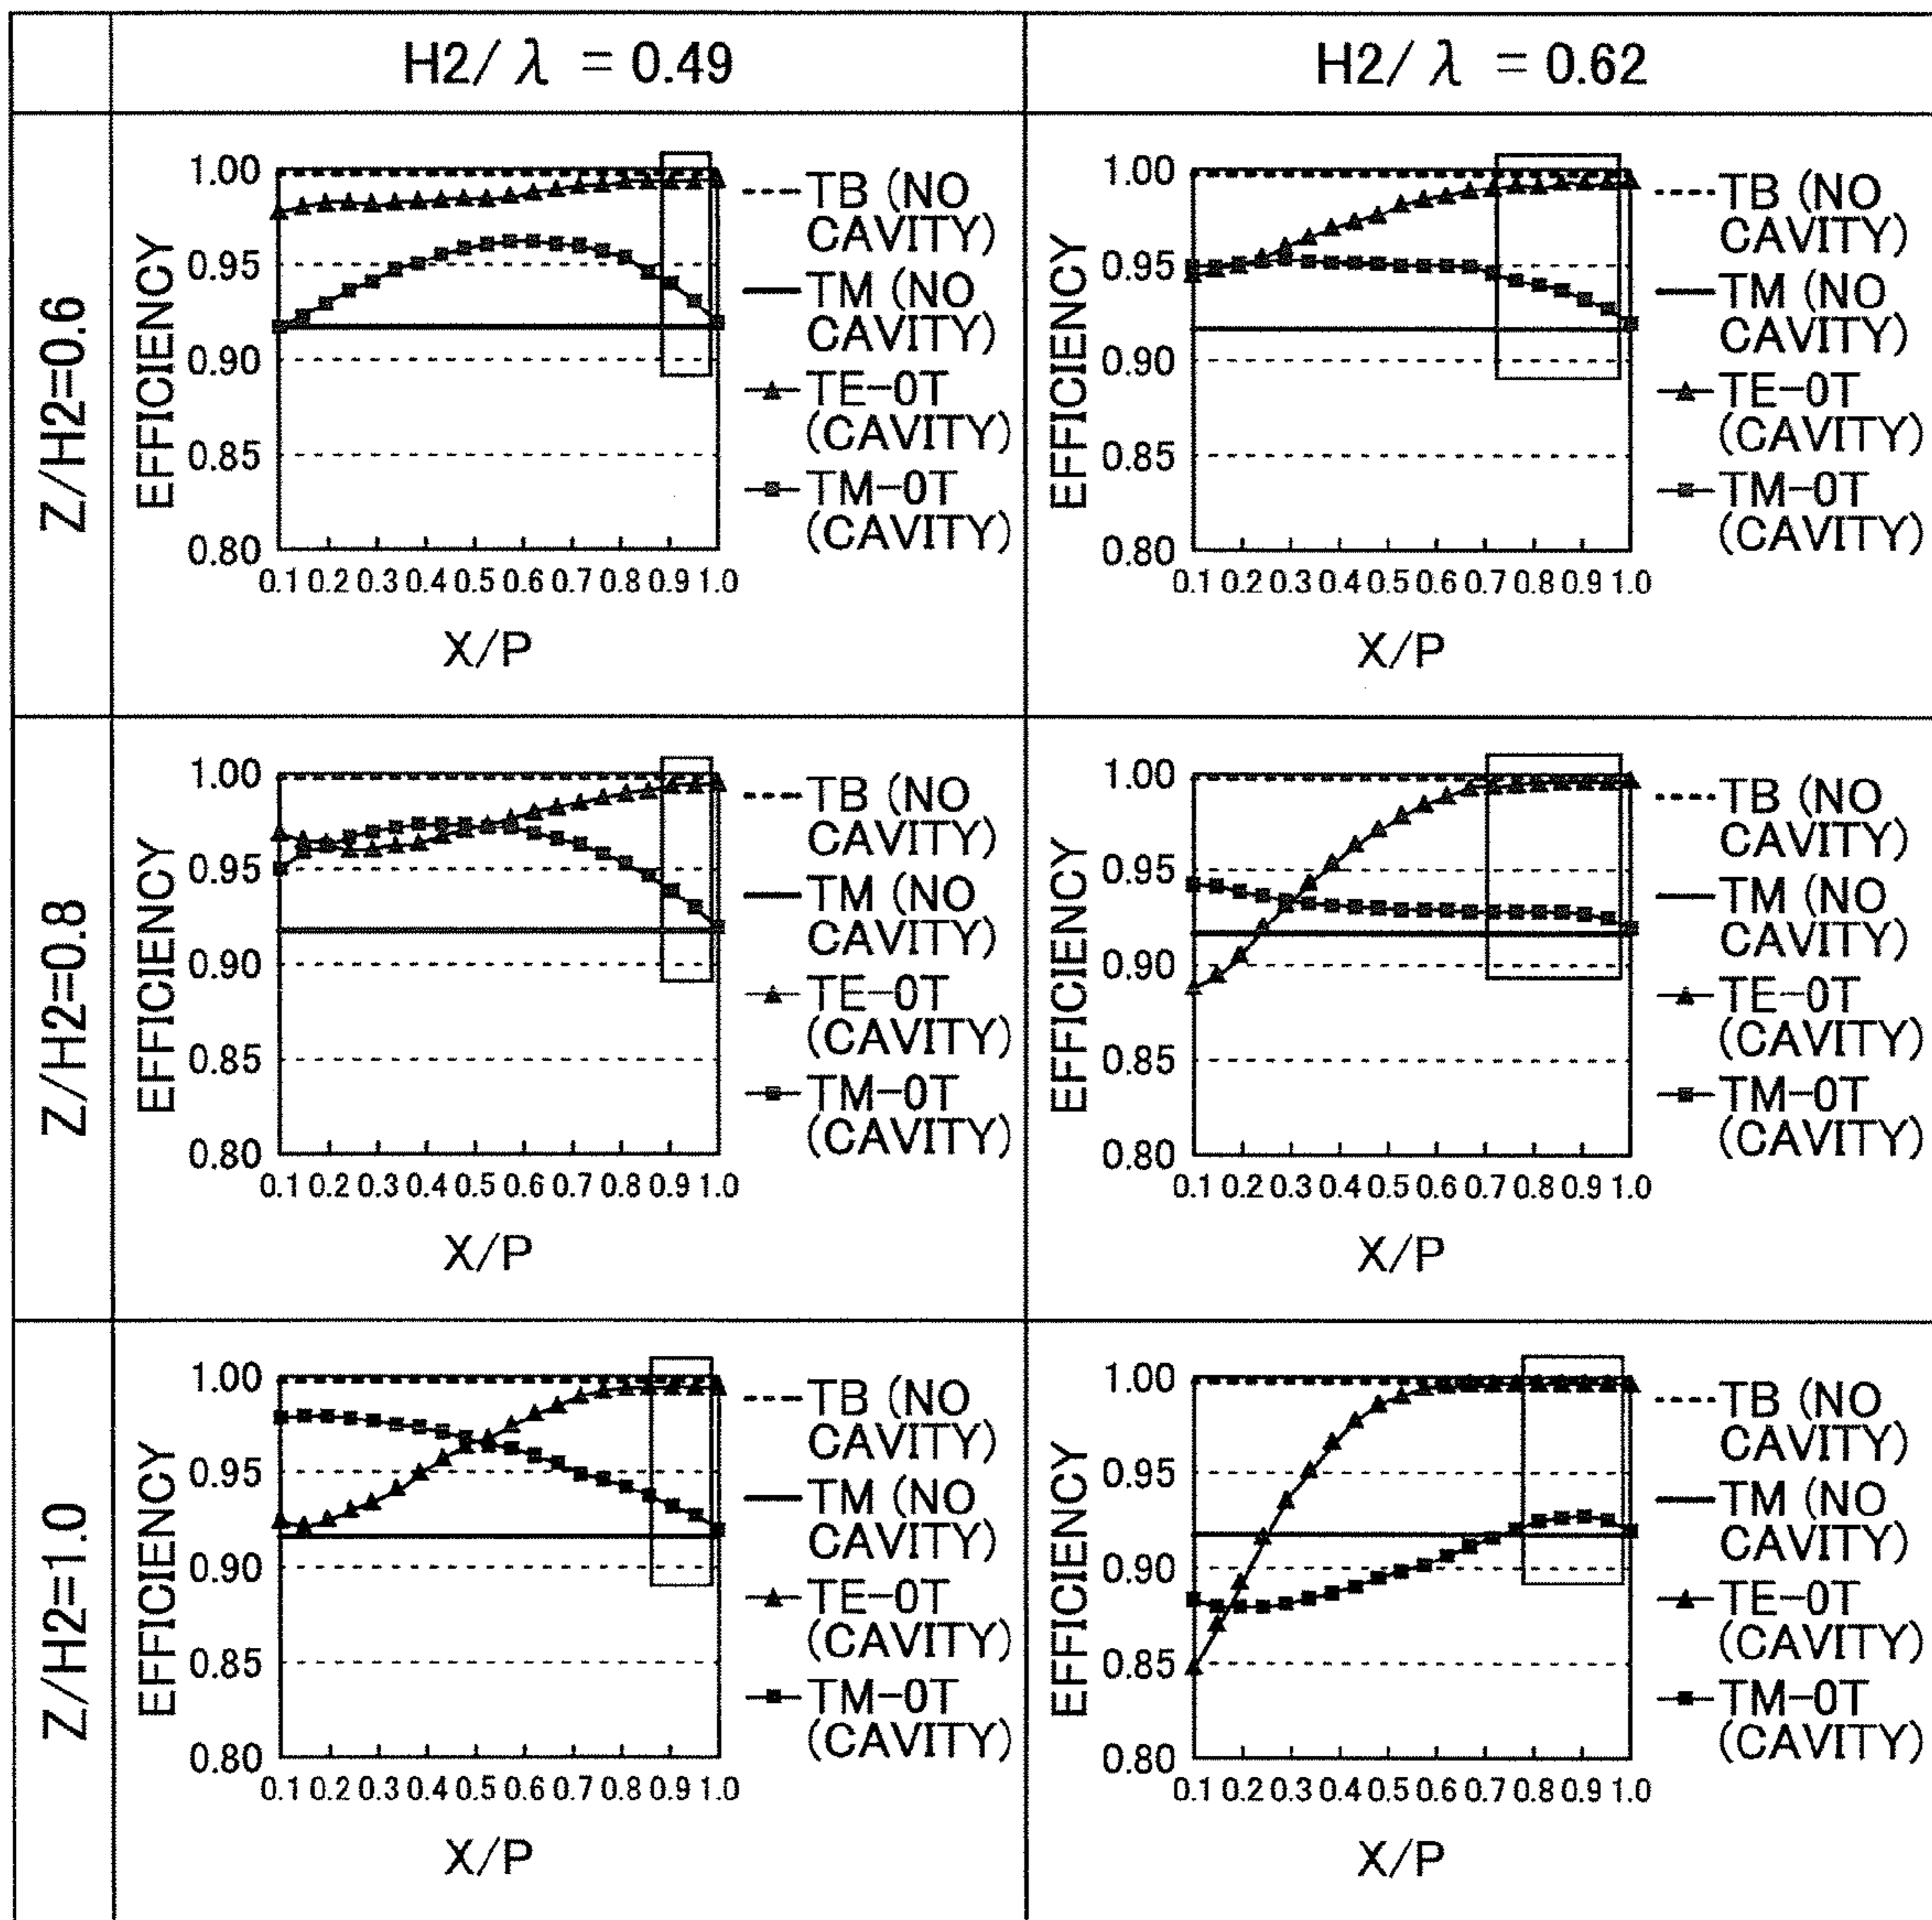 H2/λ = 0.49
H2/λ = 0.62
Z/H2=0.6
EFFICIENCY
1.00
0.95
0.90
0.85
0.80
0.1 0.2 0.3 0.4 0.5 0.6 0.7 0.8 0.9 1.0
X/P
TB (NO
CAVITY)
TM (NO
CAVITY)
TE-0T
(CAVITY)
TM-0T
(CAVITY)
EFFICIENCY
1.00
0.95
0.90
0.85
0.80
0.1 0.2 0.3 0.4 0.5 0.6 0.7 0.8 0.9 1.0
X/P
TB (NO
CAVITY)
TM (NO
CAVITY)
TE-0T
(CAVITY)
TM-0T
(CAVITY)
Z/H2=0.8
EFFICIENCY
1.00
0.95
0.90
0.85
0.80
0.1 0.2 0.3 0.4 0.5 0.6 0.7 0.8 0.9 1.0
X/P
TB (NO
CAVITY)
TM (NO
CAVITY)
TE-0T
(CAVITY)
TM-0T
(CAVITY)
EFFICIENCY
1.00
0.95
0.90
0.85
0.80
0.1 0.2 0.3 0.4 0.5 0.6 0.7 0.8 0.9 1.0
X/P
TB (NO
CAVITY)
TM (NO
CAVITY)
TE-0T
(CAVITY)
TM-0T
(CAVITY)
Z/H2=1.0
EFFICIENCY
1.00
0.95
0.90
0.85
0.80
0.1 0.2 0.3 0.4 0.5 0.6 0.7 0.8 0.9 1.0
X/P
TB (NO
CAVITY)
TM (NO
CAVITY)
TE-0T
(CAVITY)
TM-0T
(CAVITY)
EFFICIENCY
1.00
0.95
0.90
0.85
0.80
0.1 0.2 0.3 0.4 0.5 0.6 0.7 0.8 0.9 1.0
X/P
TB (NO
CAVITY)
TM (NO
CAVITY)
TE-0T
(CAVITY)
TM-0T
(CAVITY)